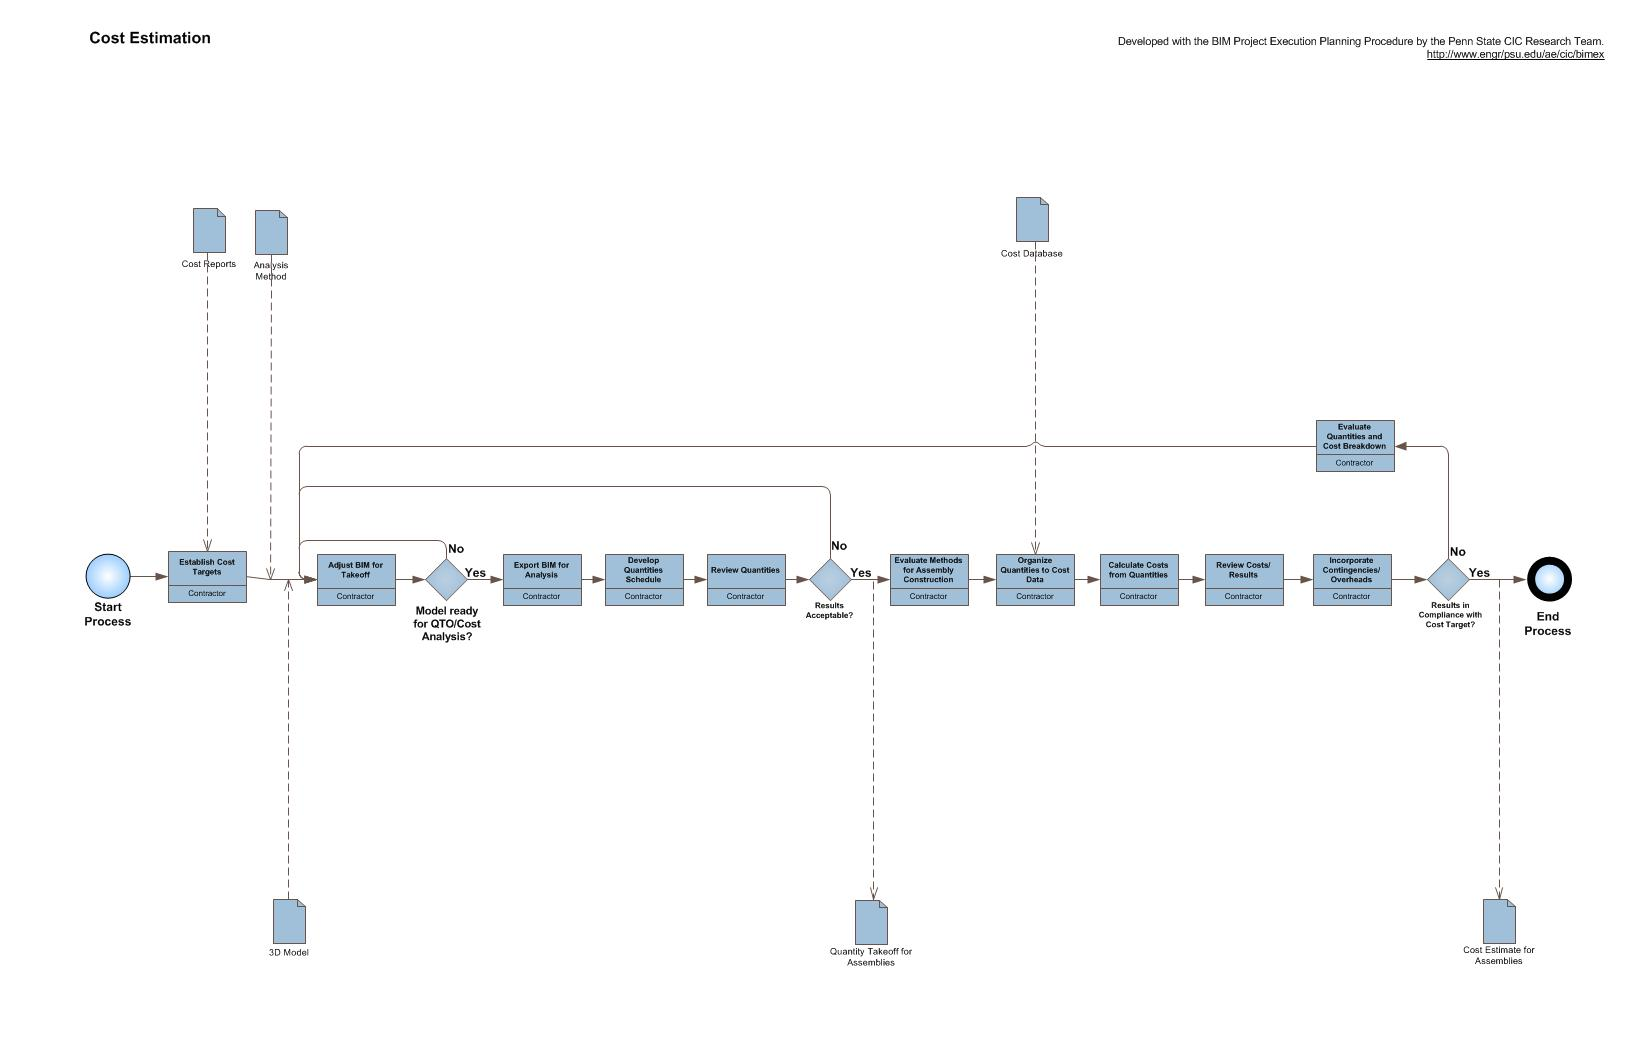 Cost Estimation
Developed with the BIM Project Execution Planning Procedure by the Penn State CIC Research Team.
http://www.engr/psu.edu/ae/cic/bimex
Cost Reports
Analysis
Method
Cost Database
Evaluate
Quantities and
Cost Breakdown
Contractor
Start
Process
Establish Cost
Targets
Contractor
Adjust BIM for
Takeoff
Contractor
No
Yes
Model ready
for QTO/Cost
Analysis?
Export BIM for
Analysis
Contractor
Develop
Quantities
Schedule
Contractor
Review Quantities
Contractor
No
Yes
Results
Acceptable?
Evaluate Methods
for Assembly
Construction
Contractor
Organize
Quantities to Cost
Data
Contractor
Calculate Costs
from Quantities
Contractor
Review Costs/
Results
Contractor
Incorporate
Contingencies/
Overheads
Contractor
No
Yes
Results in
Compliance with
Cost Target?
End
Process
3D Model
Quantity Takeoff for
Assemblies
Cost Estimate for
Assemblies